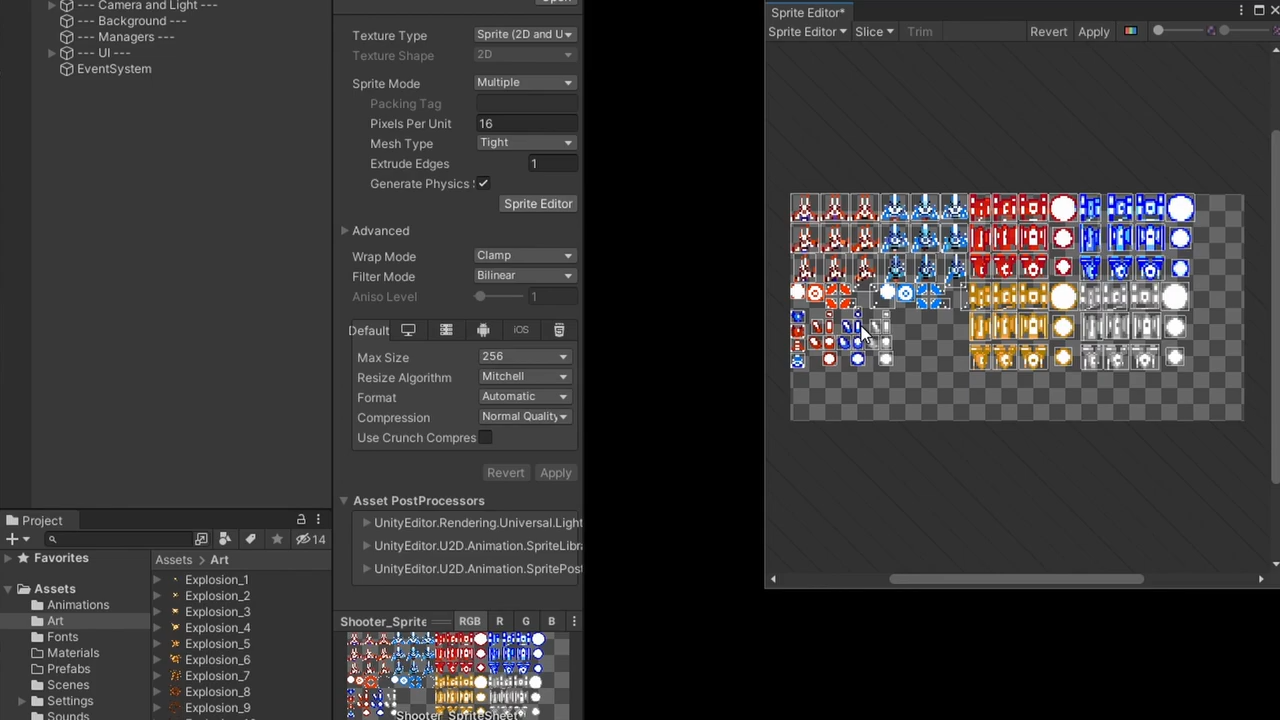 --- Camera and Light ---
--- Background ---
--- Managers ---
--- UI ---
EventSystem
Texture Type
Sprite (2D and U
Texture Shape
2D
Sprite Mode
Multiple
Packing Tag
Pixels Per Unit
16
Mesh Type
Tight
Extrude Edges
1
Generate Physics
Sprite Editor
Advanced
Wrap Mode
Clamp
Filter Mode
Bilinear
Aniso Level
1
Default
iOS
Max Size
256
Resize Algorithm
Mitchell
Format
Automatic
Compression
Normal Quality
Use Crunch Compres
Revert
Apply
Asset PostProcessors
UnityEditor.Rendering.Universal.Light
UnityEditor.U2D.Animation.SpriteLibra
UnityEditor.U2D.Animation.SpritePost
Shooter_Sprite
RGB
R
G
B
Shooter_SpriteSheet
Project
14
Favorites
Assets
Animations
Art
Fonts
Materials
Prefabs
Scenes
Settings
Sounds
Assets > Art
Explosion_1
Explosion_2
Explosion_3
Explosion_4
Explosion_5
Explosion_6
Explosion_7
Explosion_8
Explosion_9
Sprite Editor*
Sprite Editor
Slice
Trim
Revert
Apply